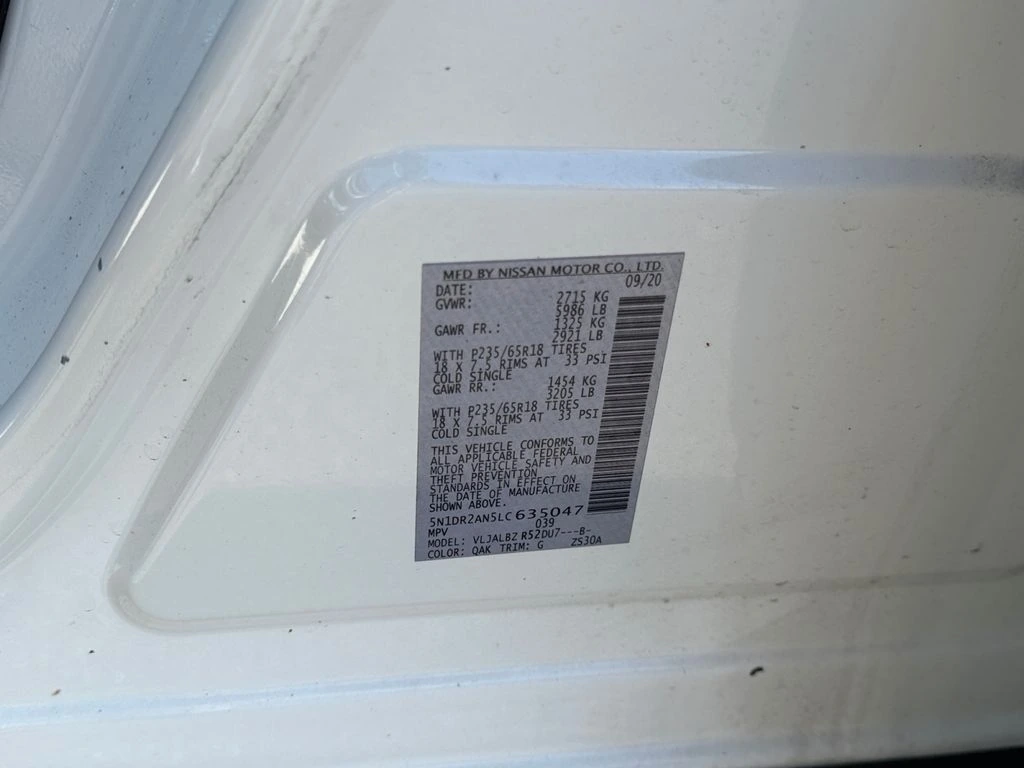 MFD BY NISSAN MOTOR CO., LTD.
DATE: 09/20
GVWR: 2715 KG
5986 LB
GAWR FR.: 1325 KG
2921 LB
WITH P235/65R18 TIRES
18 X 7.5 RIMS AT 33 PSI
COLD SINGLE
GAWR RR.: 1454 KG
3205 LB
WITH P235/65R18 TIRES
18 X 7.5 RIMS AT 33 PSI
COLD SINGLE
THIS VEHICLE CONFORMS TO
ALL APPLICABLE FEDERAL
MOTOR VEHICLE SAFETY AND
THEFT PREVENTION
STANDARDS IN EFFECT ON
THE DATE OF MANUFACTURE
SHOWN ABOVE.
5N1DR2AN5LC635047
MPV 039
MODEL: VLJALBZ R52DU7---B-
COLOR: QAK TRIM: G ZS30A